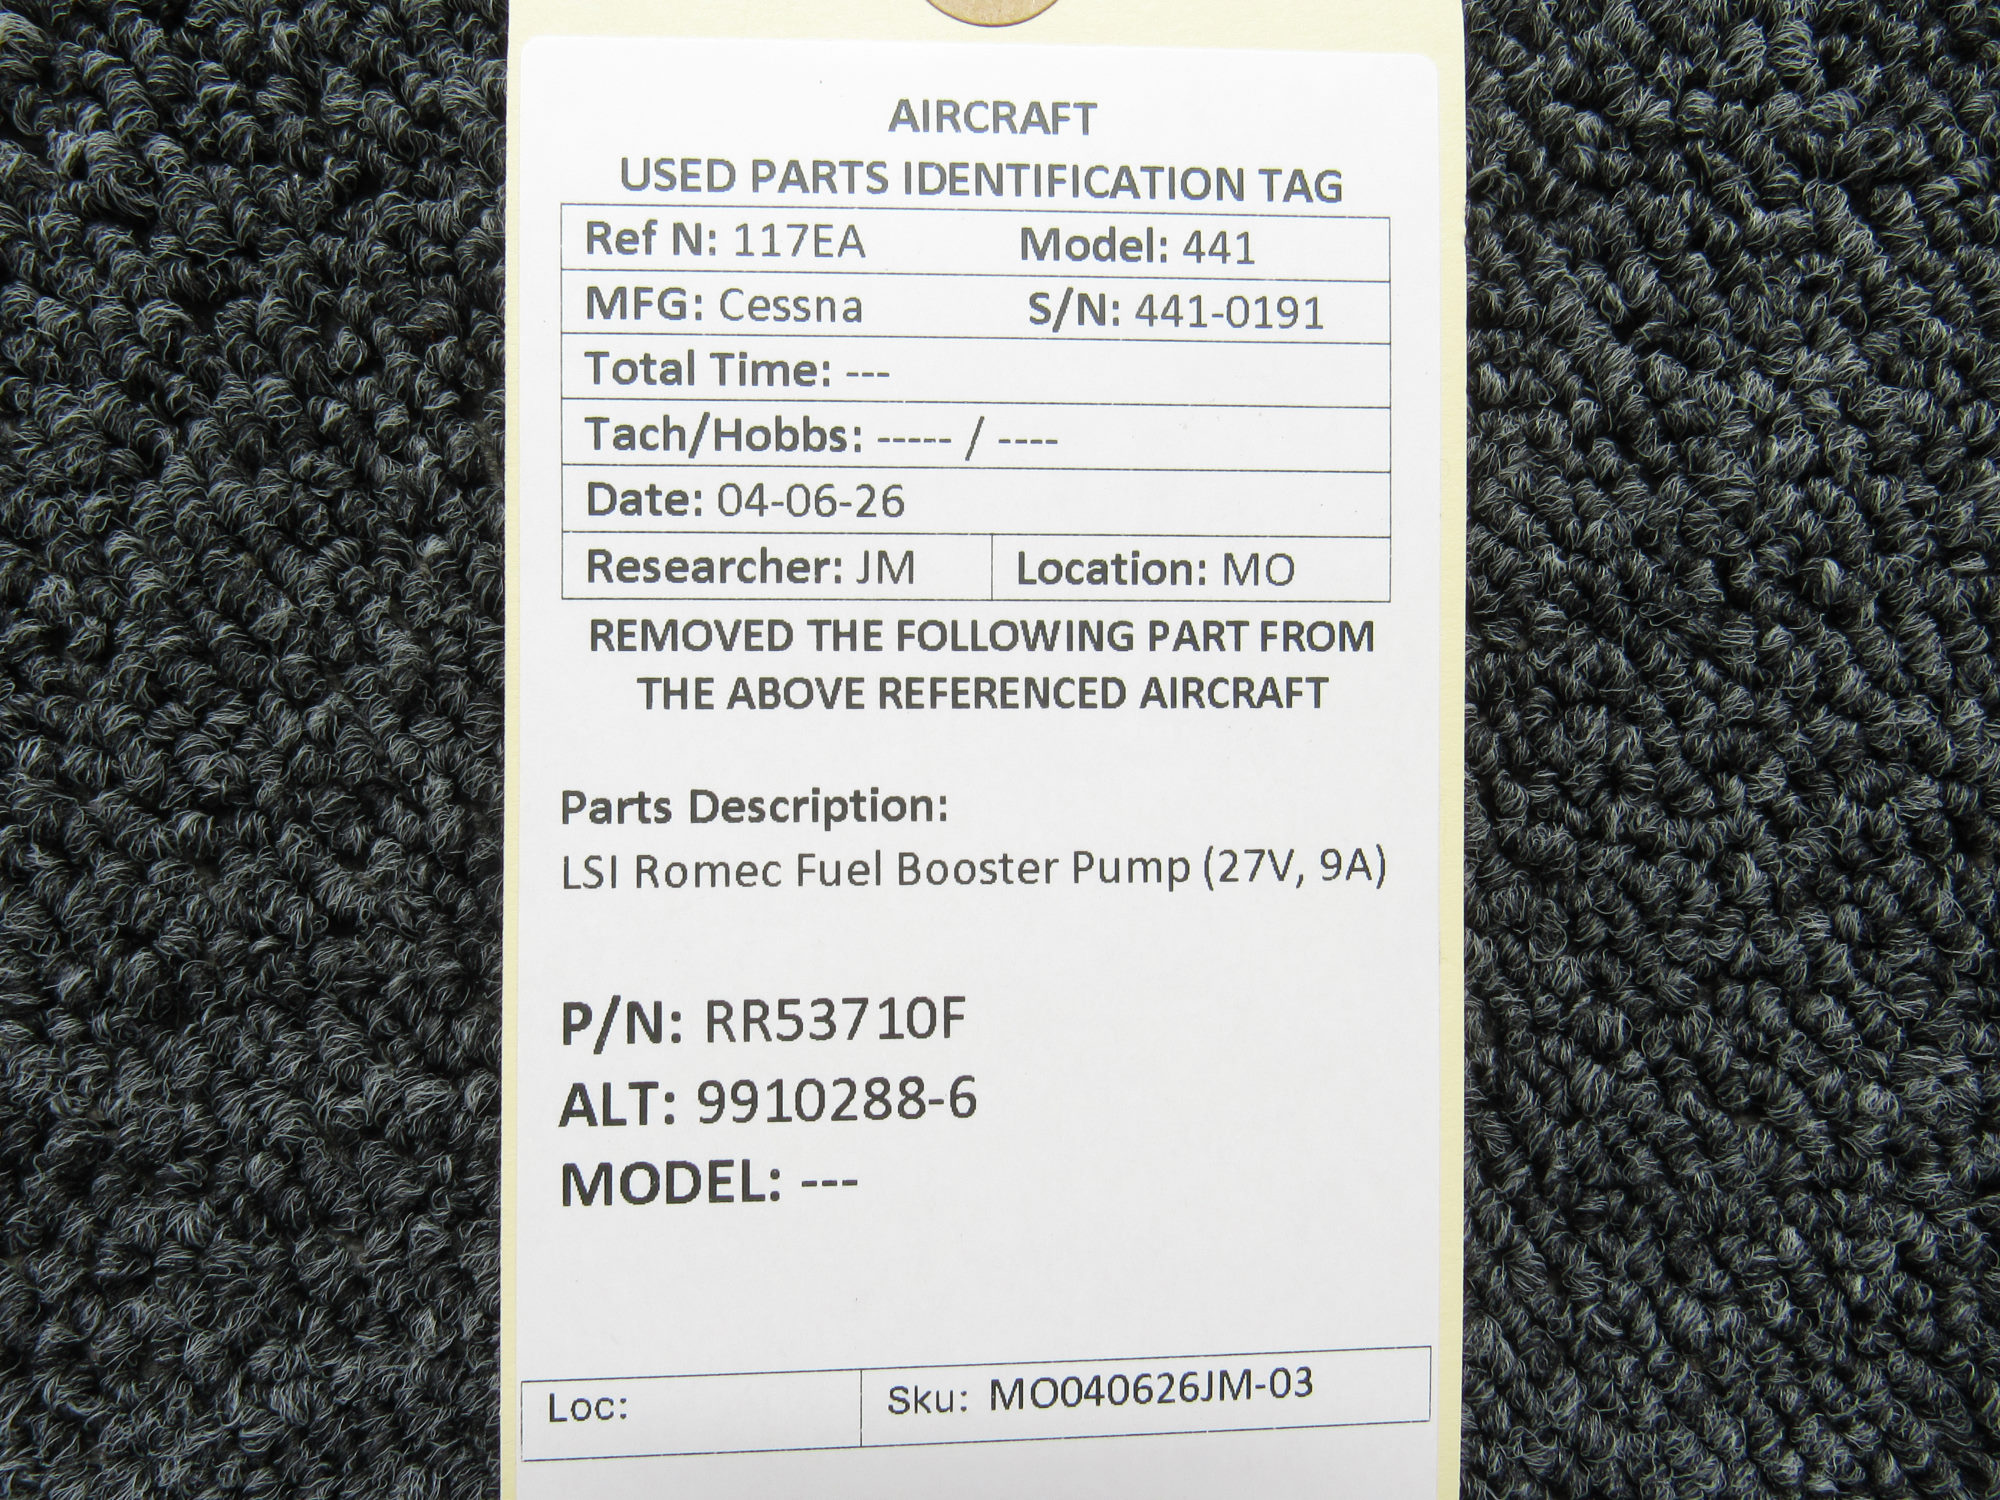 AIRCRAFT
USED PARTS IDENTIFICATION TAG
Ref N: 117EA Model: 441
MFG: Cessna S/N: 441-0191
Total Time: ---
Tach/Hobbs: ----- / ----
Date: 04-06-26
Researcher: JM Location: MO
REMOVED THE FOLLOWING PART FROM
THE ABOVE REFERENCED AIRCRAFT
Parts Description:
LSI Romec Fuel Booster Pump (27V, 9A)
P/N: RR53710F
ALT: 9910288-6
MODEL: ---
Loc: Sku: MO040626JM-03